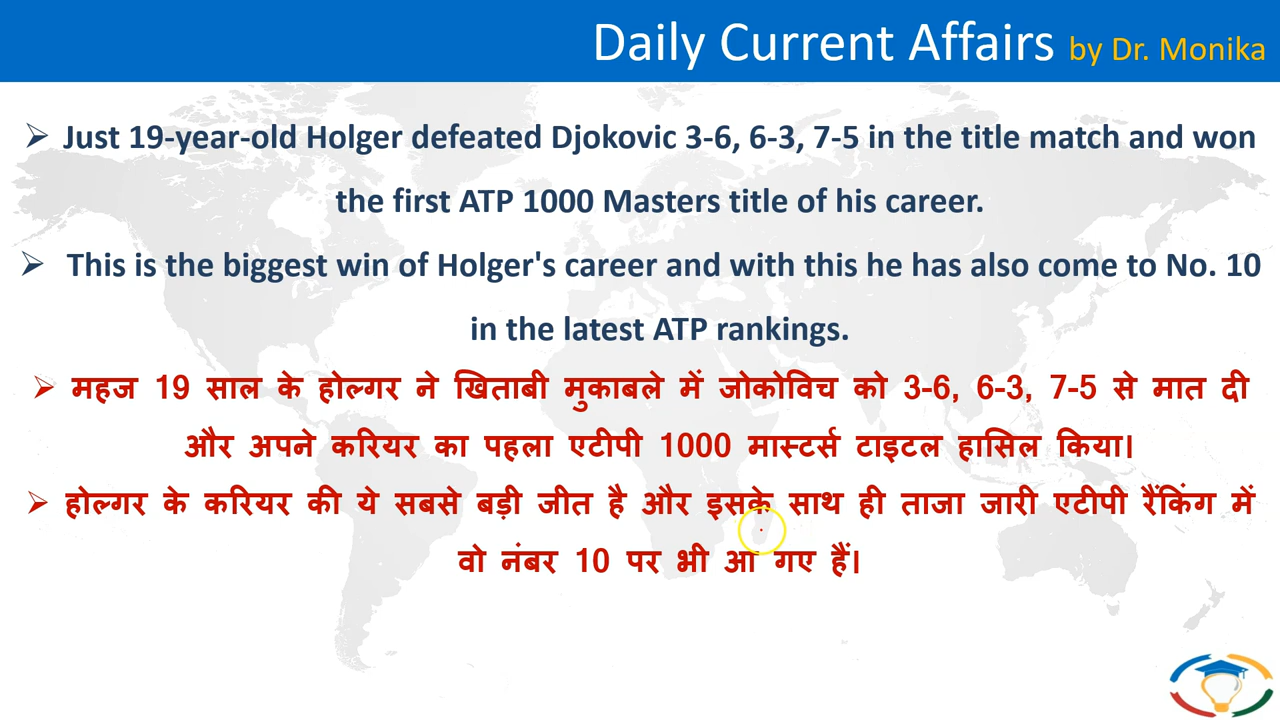 Daily Current Affairs by Dr. Monika
➢ Just 19-year-old Holger defeated Djokovic 3-6, 6-3, 7-5 in the title match and won
the first ATP 1000 Masters title of his career.
➢ This is the biggest win of Holger's career and with this he has also come to No. 10
in the latest ATP rankings.
➢ महज 19 साल के होल्गर ने खिताबी मुकाबले में जोकोविच को 3-6, 6-3, 7-5 से मात दी
और अपने करियर का पहला एटीपी 1000 मास्टर्स टाइटल हासिल किया।
➢ होल्गर के करियर की ये सबसे बड़ी जीत है और इसके साथ ही ताजा जारी एटीपी रैंकिंग में
वो नंबर 10 पर भी आ गए हैं।